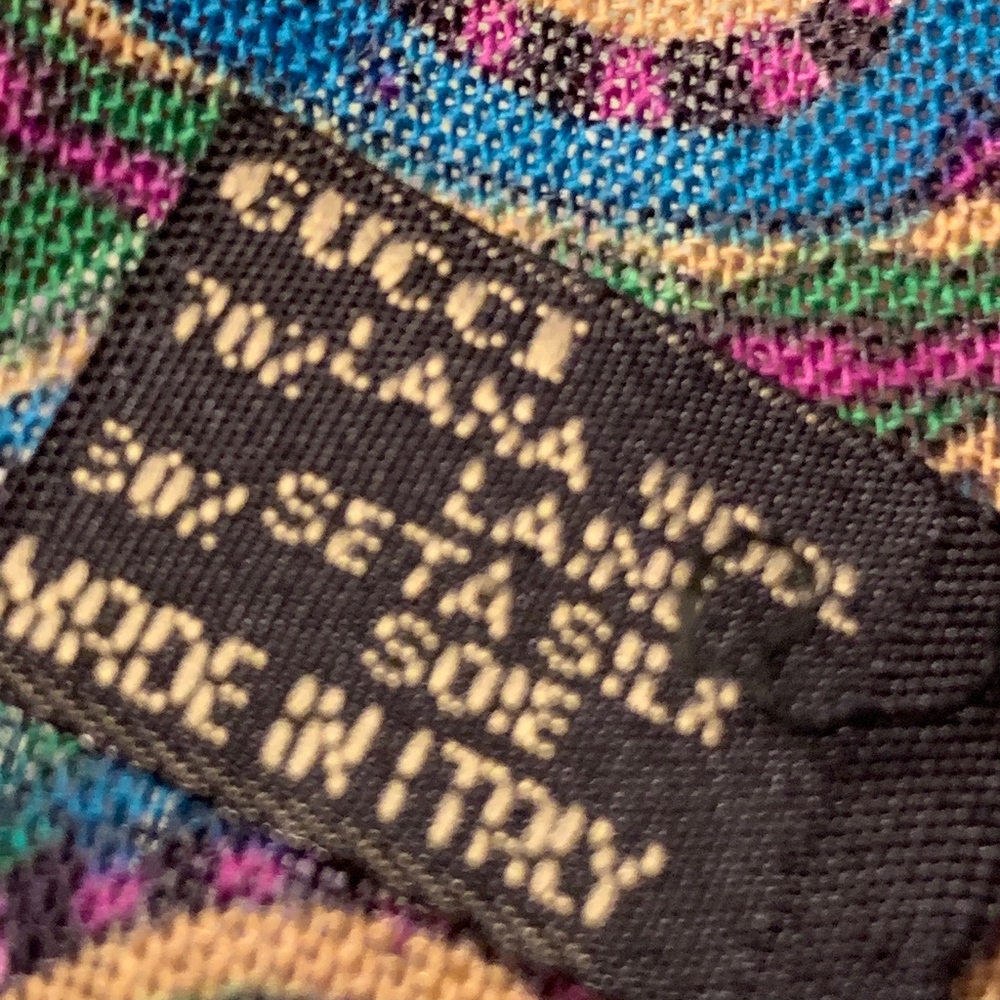 GUCCI
70% LANA WOOL
LAINE
30% SETA SILK
SOIE
MADE IN ITALY